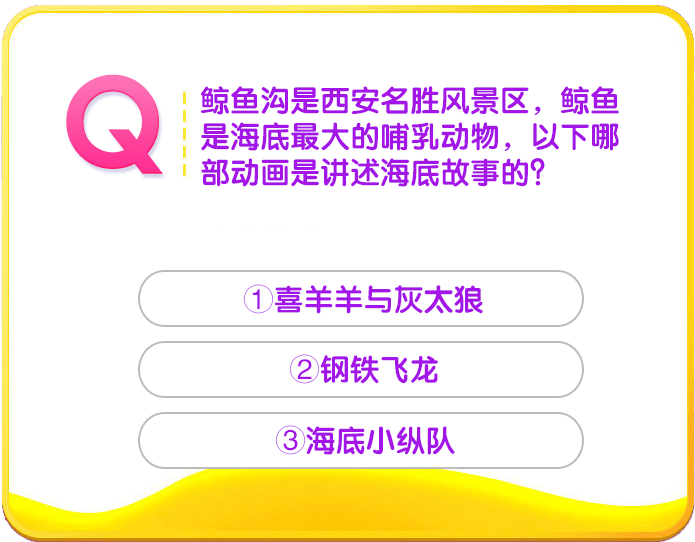 Q
鲸鱼沟是西安名胜风景区，鲸鱼
是海底最大的哺乳动物，以下哪
部动画是讲述海底故事的？
①喜羊羊与灰太狼
②钢铁飞龙
③海底小纵队